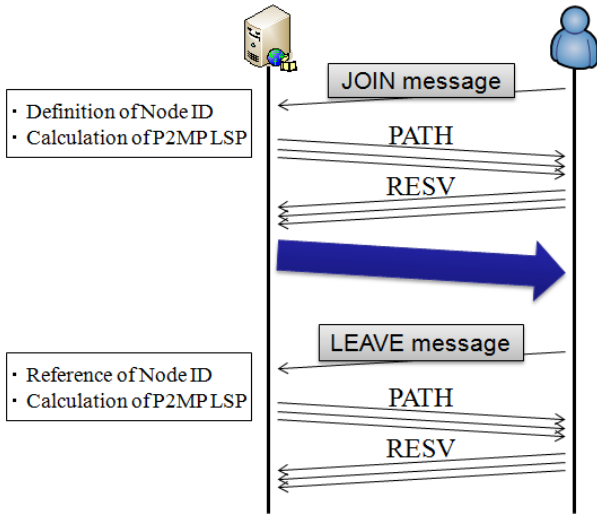 JOIN message
・ Definition of Node ID
・ Calculation of P2MP LSP
PATH
RESV
LEAVE message
・ Reference of Node ID
・ Calculation of P2MP LSP
PATH
RESV